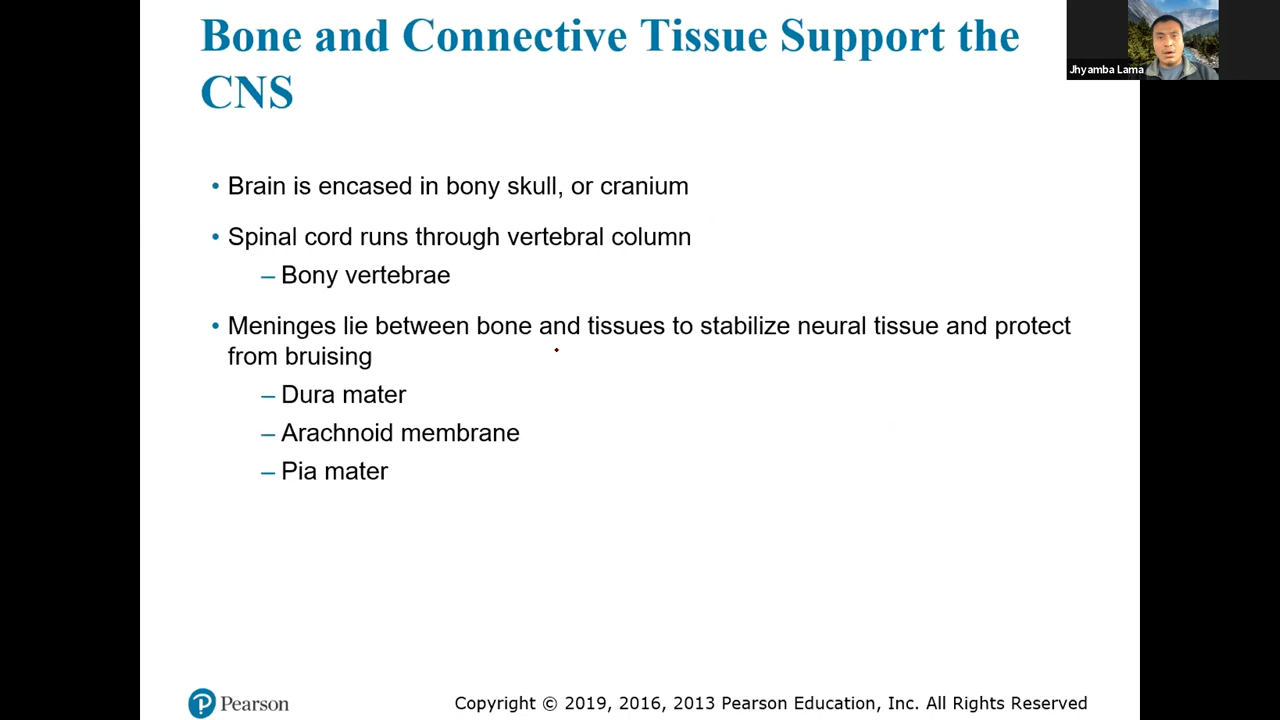 Bone and Connective Tissue Support the
CNS
Jhyamba Lama
• Brain is encased in bony skull, or cranium
• Spinal cord runs through vertebral column
– Bony vertebrae
• Meninges lie between bone and tissues to stabilize neural tissue and protect
from bruising
– Dura mater
– Arachnoid membrane
– Pia mater
Pearson
Copyright © 2019, 2016, 2013 Pearson Education, Inc. All Rights Reserved